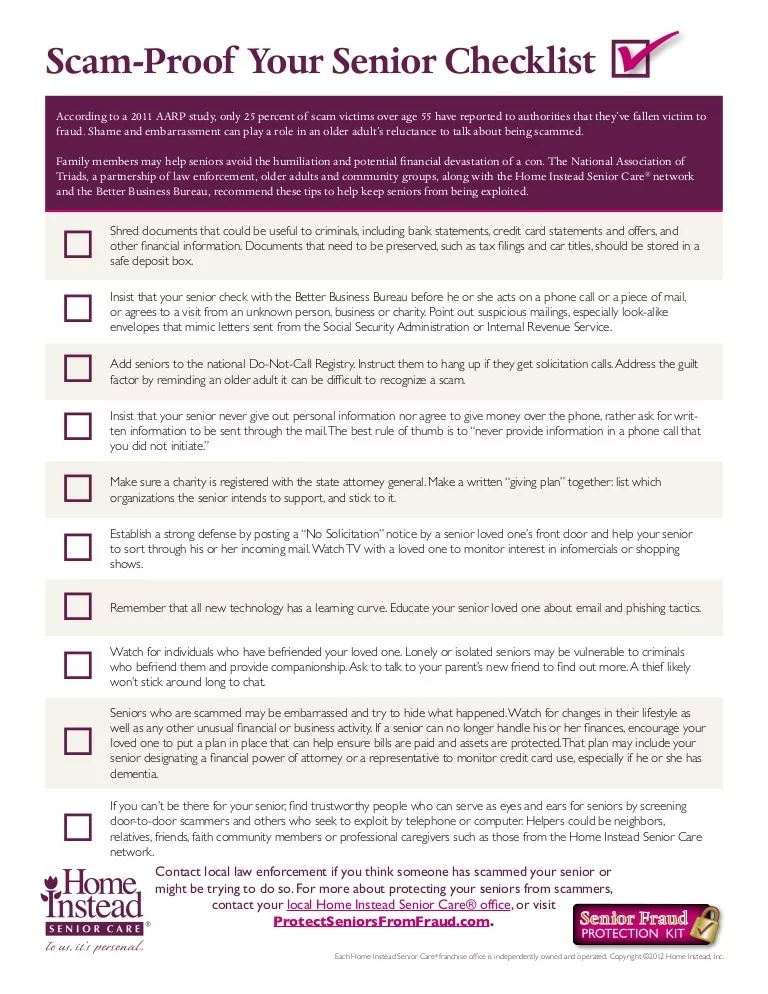 Scam-Proof Your Senior Checklist
According to a 2011 AARP study, only 25 percent of scam victims over age 55 have reported to authorities that they've fallen victim to
fraud. Shame and embarrassment can play a role in an older adult's reluctance to talk about being scammed.
Family members may help seniors avoid the humiliation and potential financial devastation of a con. The National Association of
Triads, a partnership of law enforcement, older adults and community groups, along with the Home Instead Senior Care® network
and the Better Business Bureau, recommend these tips to help keep seniors from being exploited.
Shred documents that could be useful to criminals, including bank statements, credit card statements and offers, and
other financial information. Documents that need to be preserved, such as tax filings and car titles, should be stored in a
safe deposit box.
Insist that your senior check with the Better Business Bureau before he or she acts on a phone call or a piece of mail,
or agrees to a visit from an unknown person, business or charity. Point out suspicious mailings, especially look-alike
envelopes that mimic letters sent from the Social Security Administration or Internal Revenue Service.
Add seniors to the national Do-Not-Call Registry. Instruct them to hang up if they get solicitation calls. Address the guilt
factor by reminding an older adult it can be difficult to recognize a scam.
Insist that your senior never give out personal information nor agree to give money over the phone, rather ask for writ-
ten information to be sent through the mail. The best rule of thumb is to "never provide information in a phone call that
you did not initiate."
Make sure a charity is registered with the state attorney general. Make a written "giving plan" together: list which
organizations the senior intends to support, and stick to it.
Establish a strong defense by posting a "No Solicitation" notice by a senior loved one's front door and help your senior
to sort through his or her incoming mail. Watch TV with a loved one to monitor interest in infomercials or shopping
shows.
Remember that all new technology has a learning curve. Educate your senior loved one about email and phishing tactics.
Watch for individuals who have befriended your loved one. Lonely or isolated seniors may be vulnerable to criminals
who befriend them and provide companionship. Ask to talk to your parent's new friend to find out more. A thief likely
won't stick around long to chat.
Seniors who are scammed may be embarrassed and try to hide what happened. Watch for changes in their lifestyle as
well as any other unusual financial or business activity. If a senior can no longer handle his or her finances, encourage your
loved one to put a plan in place that can help ensure bills are paid and assets are protected. That plan may include your
senior designating a financial power of attorney or a representative to monitor credit card use, especially if he or she has
dementia.
If you can't be there for your senior, find trustworthy people who can serve as eyes and ears for seniors by screening
door-to-door scammers and others who seek to exploit by telephone or computer. Helpers could be neighbors,
relatives, friends, faith community members or professional caregivers such as those from the Home Instead Senior Care
network.
Contact local law enforcement if you think someone has scammed your senior or
might be trying to do so. For more about protecting your seniors from scammers,
contact your local Home Instead Senior Care® office, or visit
ProtectSeniorsFromFraud.com.
Home
Instead
SENIOR CARE®
To us, it's personal.
Senior Fraud
PROTECTION KIT
Each Home Instead Senior Care® franchise office is independently owned and operated. Copyright ©2012 Home Instead, Inc.